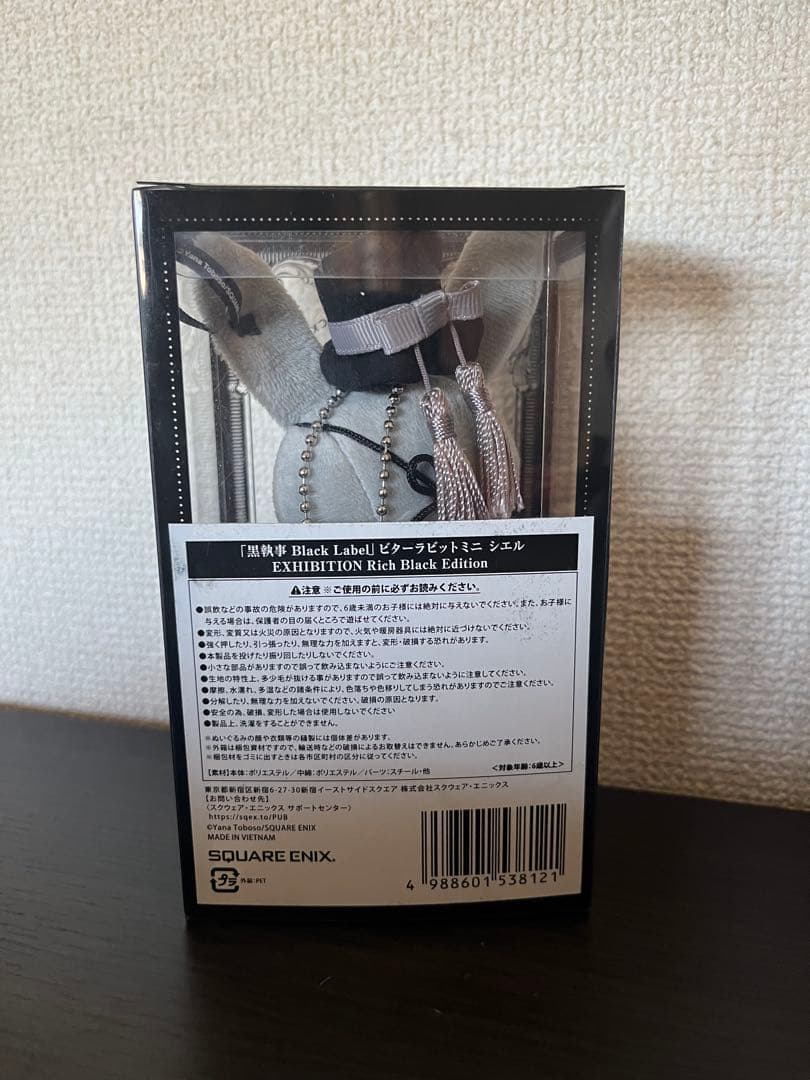 Yana Toboso/SQUAR
「黒執事 Black Label」ビターラビットミニ シエル
EXHIBITION Rich Black Edition
⚠注意 ※ご使用の前に必ずお読みください。
●誤飲などの事故の危険がありますので、6歳未満のお子様には絶対に与えないでください。また、お子様に
与える場合は、保護者の目の届くところで遊ばせてください。
●変形、変質又は火災の原因となりますので、火気や暖房器具には絶対に近づけないでください。
●強く押したり、引っ張ったり、無理な力を加えますと、変形・破損する恐れがあります。
●本製品を投げたり振り回したりしないでください。
●小さな部品がありますので誤って飲み込まないようにご注意ください。
●生地の特性上、多少毛が抜ける事がありますので誤って飲み込まないように注意してください。
●摩擦、水濡れ、多湿などの諸条件により、色落ちや色移りしてしまう恐れがありますのでご注意ください。
●分解したり、無理な力を加えないでください。破損の原因となります。
●安全の為、破損、変形した場合は使用しないでください
●製品上、洗濯をすることができません。
※ぬいぐるみの顔や衣類等の縫製には個体差があります。
※外箱は梱包資材ですので、輸送時などの破損によるお取替えはできません。あらかじめご了承ください。
※梱包材をゴミに出すときは各市区町村の区分に従ってください。
【素材】本体:ポリエステル/中綿:ポリエステル/パーツ:スチール・他
<対象年齢:6歳以上>
東京都新宿区新宿6-27-30新宿イーストサイドスクエア 株式会社スクウェア・エニックス
【お問い合わせ先】
〈スクウェア・エニックス サポートセンター〉
https://sqex.to/PUB
©Yana Toboso/SQUARE ENIX
MADE IN VIETNAM
SQUARE ENIX.
プラ 外装:PET
4 988601 538121